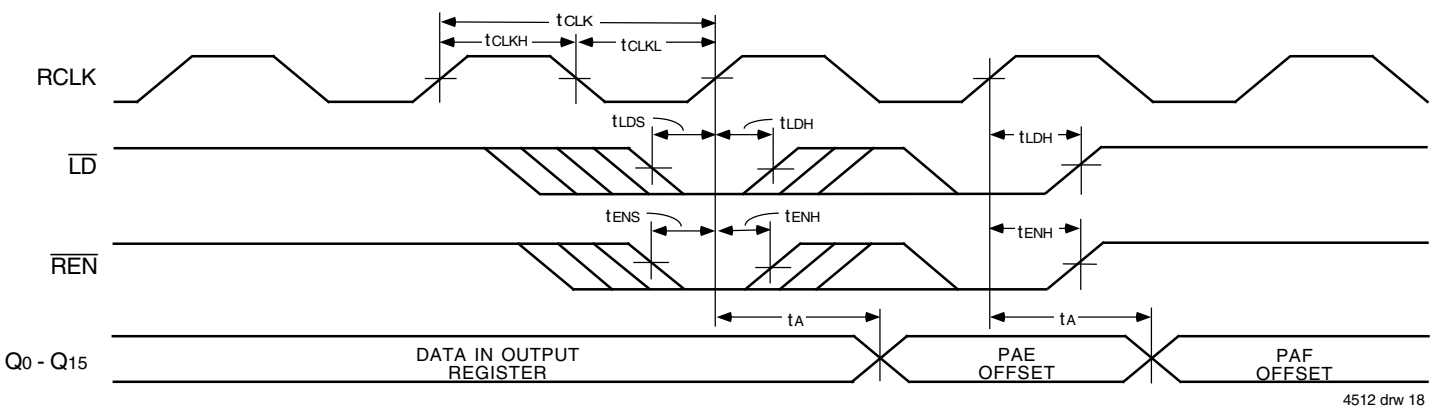 tCLK
tCLKH
tCLKL
RCLK
tLDS
tLDH
tLDH
LD
tENS
tENH
tENH
REN
tA
tA
Q0 - Q15
DATA IN OUTPUT
REGISTER
PAE
OFFSET
PAF
OFFSET
4512 drw 18